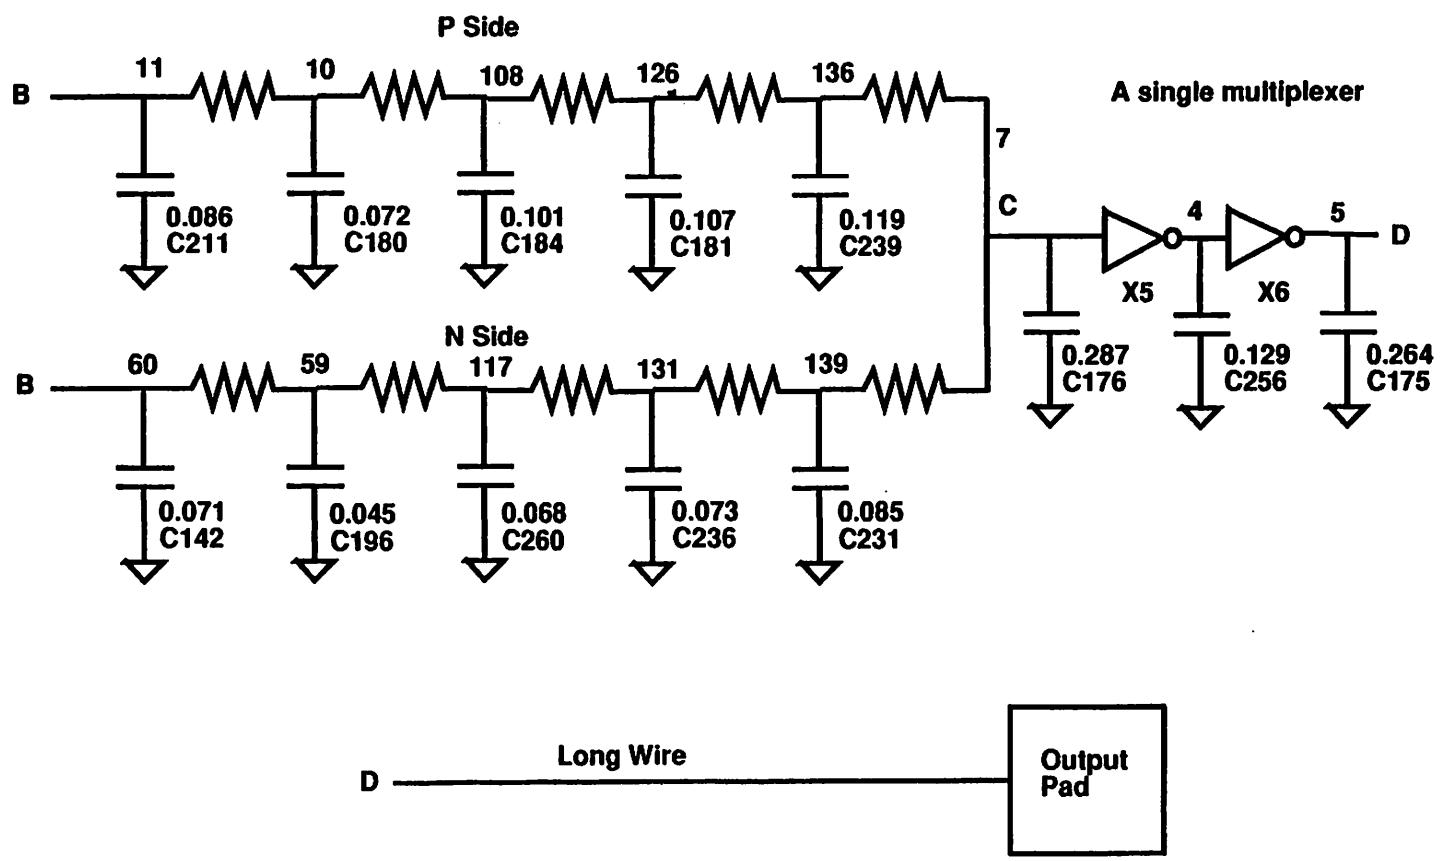 P Side
B 11 10 108 126 136
A single multiplexer
7
0.086 0.072 0.101 0.107 0.119
C211 C180 C184 C181 C239
C 4 5 D
X5 X6
N Side
0.287 0.129 0.264
C176 C256 C175
B 60 59 117 131 139
0.071 0.045 0.068 0.073 0.085
C142 C196 C260 C236 C231
Long Wire
D
Output
Pad